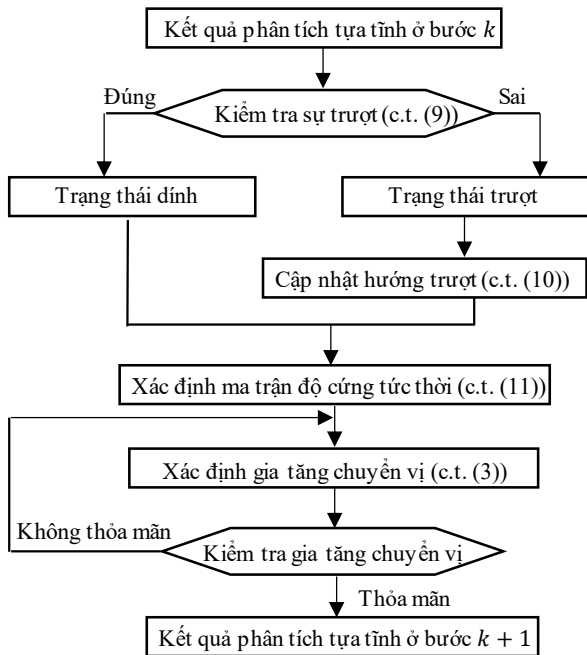 Kết quả phân tích tựa tĩnh ở bước k
Đúng
Sai
Kiểm tra sự trượt (c.t. (9))
Trạng thái dính
Trạng thái trượt
Cập nhật hướng trượt (c.t. (10))
Xác định ma trận độ cứng tức thời (c.t. (11))
Xác định gia tăng chuyển vị (c.t. (3))
Không thỏa mãn
Kiểm tra gia tăng chuyển vị
Thỏa mãn
Kết quả phân tích tựa tĩnh ở bước k + 1